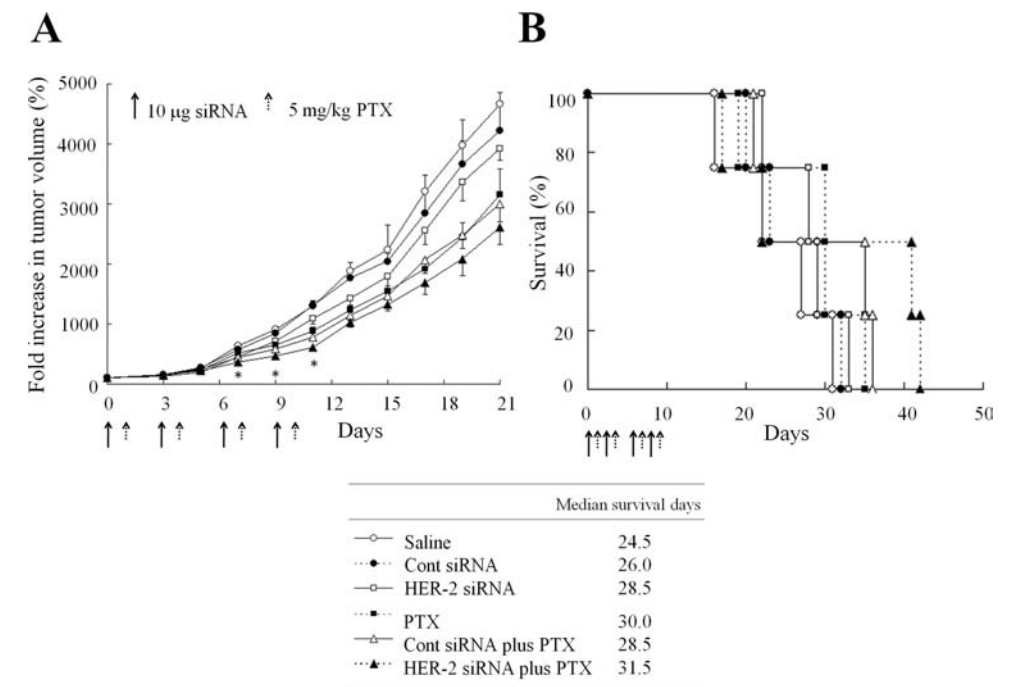 A
B
Fold increase in tumor volume (%)
5000
4000
3000
2000
1000
0
10 μg siRNA
5 mg/kg PTX
* * *
0 3 6 9 12 15 18 21
Days
Survival (%)
100
80
60
40
20
0
0 10 20 30 40 50
Days
Median survival days
Saline 24.5
Cont siRNA 26.0
HER-2 siRNA 28.5
PTX 30.0
Cont siRNA plus PTX 28.5
HER-2 siRNA plus PTX 31.5